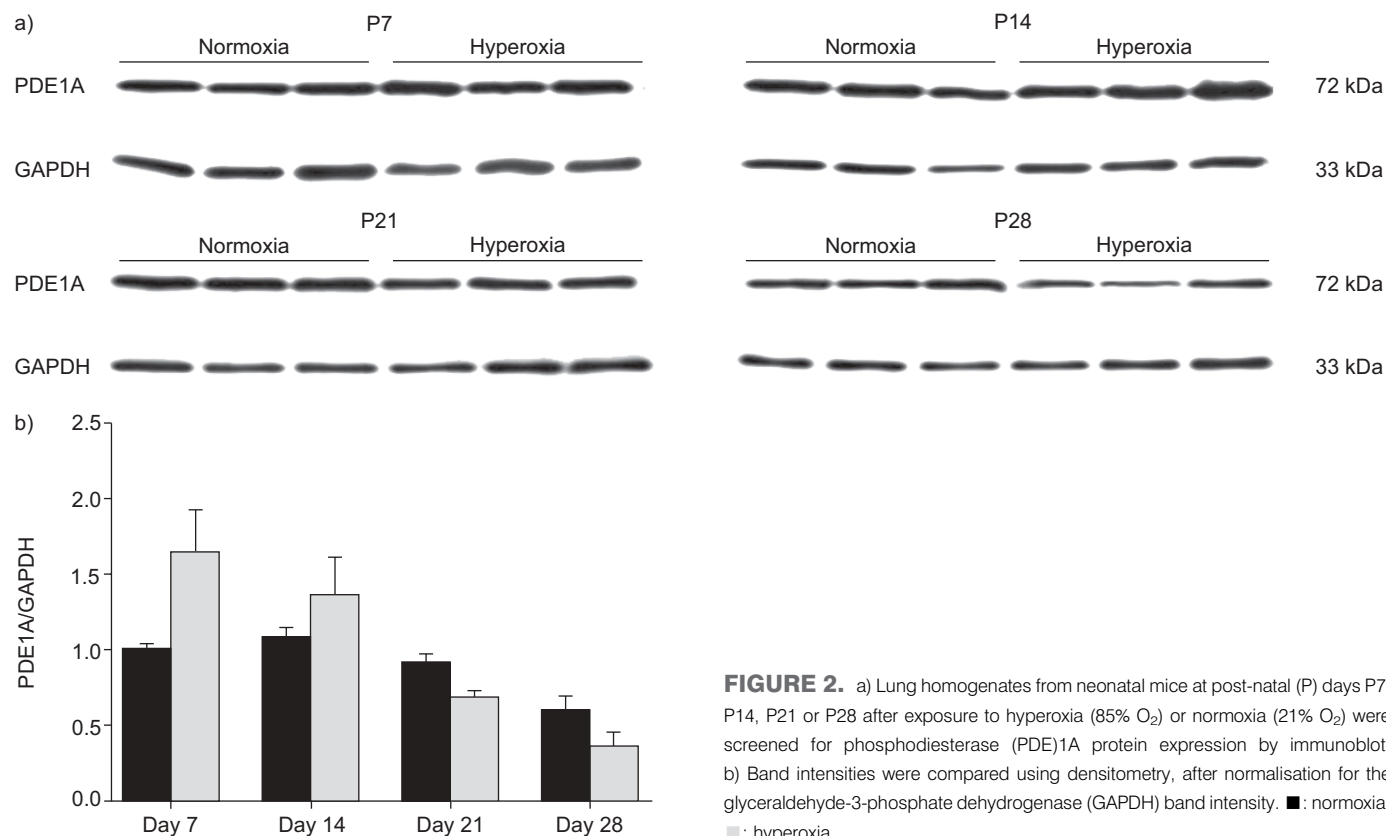 a)
P7
P14
Normoxia
Hyperoxia
Normoxia
Hyperoxia
PDE1A
72 kDa
GAPDH
33 kDa
P21
P28
Normoxia
Hyperoxia
Normoxia
Hyperoxia
PDE1A
72 kDa
GAPDH
33 kDa
b)
2.5
2.0
1.5
1.0
0.5
0.0
PDE1A/GAPDH
Day 7
Day 14
Day 21
Day 28
FIGURE 2. a) Lung homogenates from neonatal mice at post-natal (P) days P7
P14, P21 or P28 after exposure to hyperoxia (85% O₂) or normoxia (21% O₂) were
screened for phosphodiesterase (PDE)1A protein expression by immunoblot
b) Band intensities were compared using densitometry, after normalisation for the
glyceraldehyde-3-phosphate dehydrogenase (GAPDH) band intensity. ■: normoxia
: hyperoxia